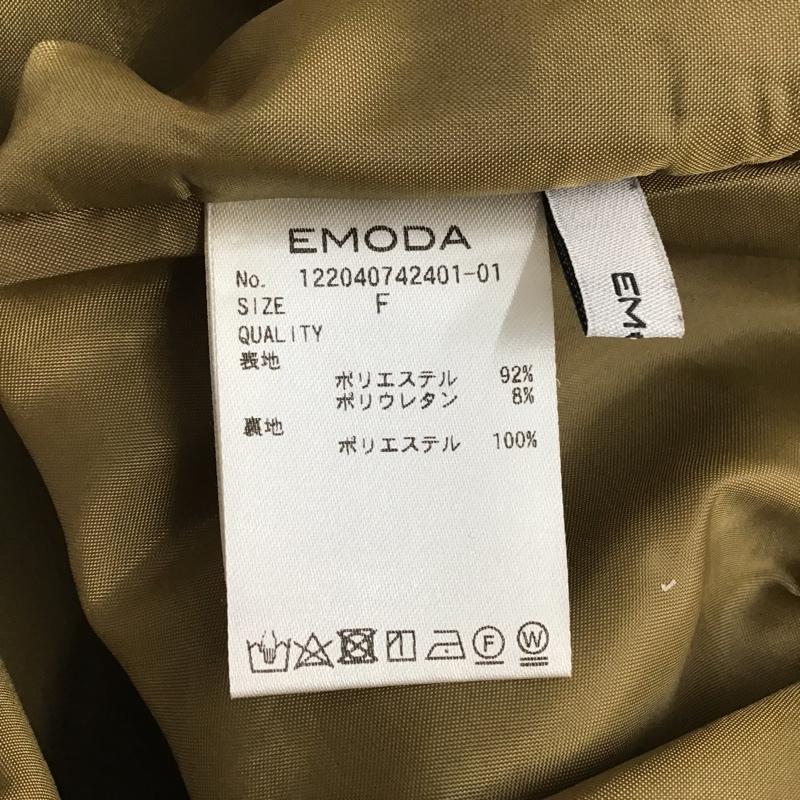 EMODA
No. 122040742401-01
SIZE F
QUALITY
表地
ポリエステル 92%
ポリウレタン 8%
裏地
ポリエステル 100%
F W
EM